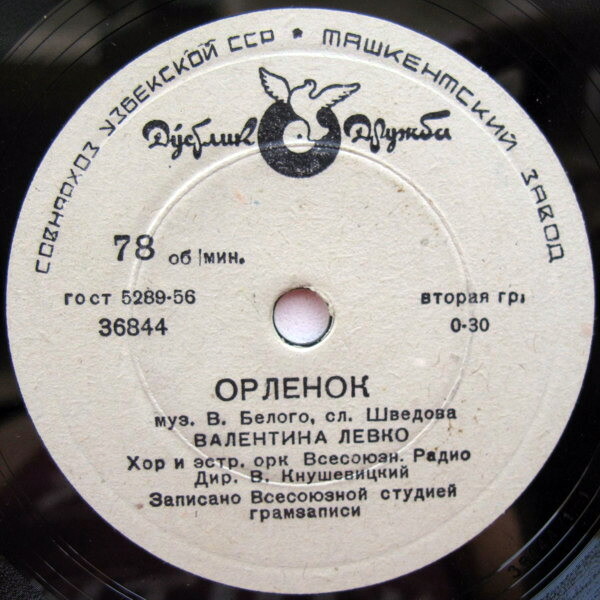 СОВНАРХОЗ УЗБЕКСКОЙ ССР * ТАШКЕНТСКИЙ ЗАВОД
Дӯстлик Дружба
78 об/мин.
гост 5289-56 вторая гр.
36844 0-30
ОРЛЕНОК
муз. В. Белого, сл. Шведова
ВАЛЕНТИНА ЛЕВКО
Хор и эстр. орк Всесоюзн. Радио
Дир. В. Кнушевицкий
Записано Всесоюзной студией
грамзаписи